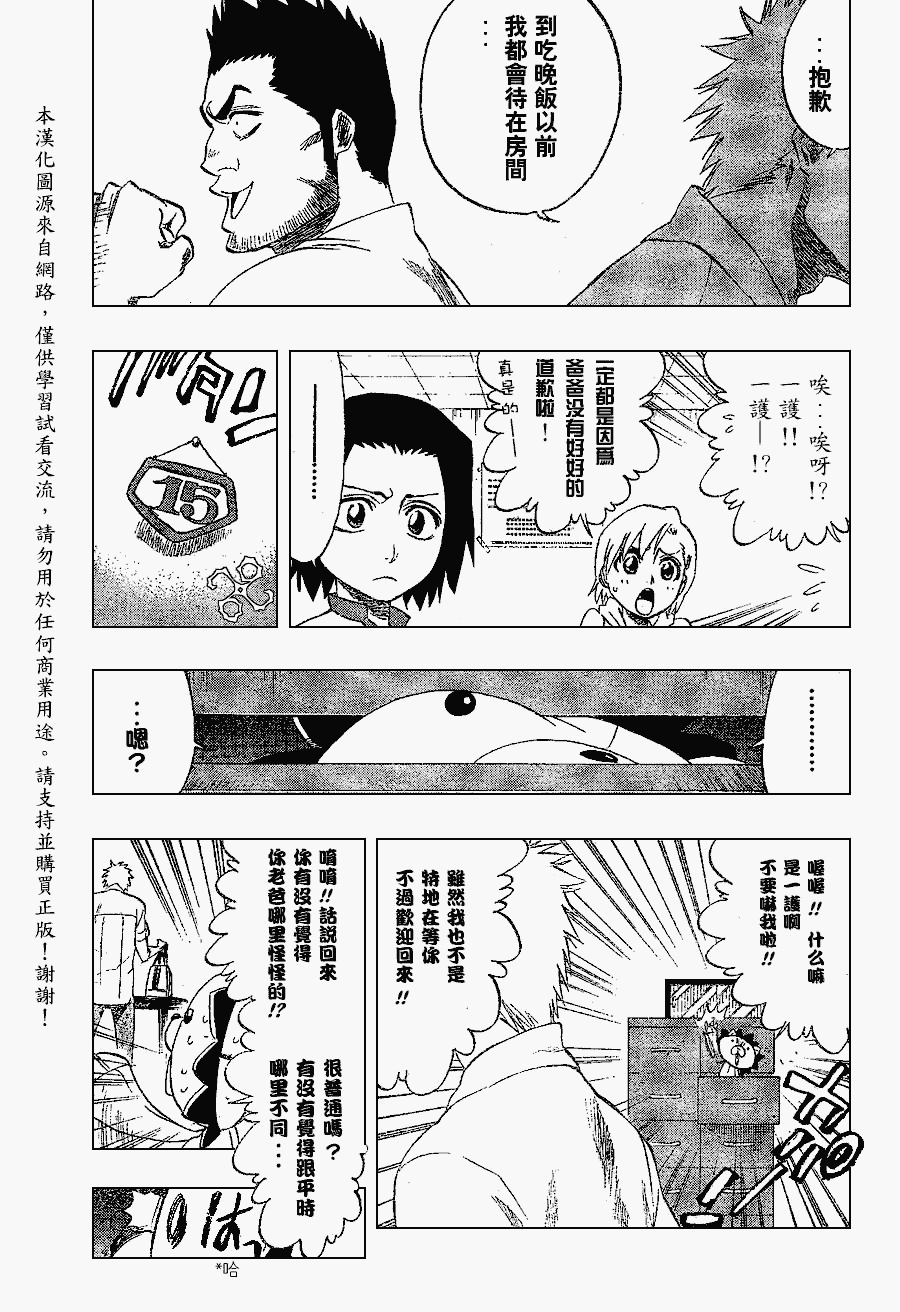 …抱歉
到吃晚飯以前
我都會待在房間
…
唉…唉呀!?
一護!!
一護—!?
一定都是因爲
爸爸没有好好的
道歉啦！
真是的
………
15
………
…嗯？
喔喔!!什么嘛
是一護啊
不要嚇我啦!!
雖然我也不是
特地在等你
不過歡迎回來!!
唷唷!!話説回來
你有沒有覺得
你老爸哪里怪怪的!?
很普通嗎？
有沒有覺得跟平時
哪里不同…
はっ
*哈
本漢化圖源來自網路，僅供學習試看交流，請勿用於任何商業用途。請支持並購買正版！謝謝！